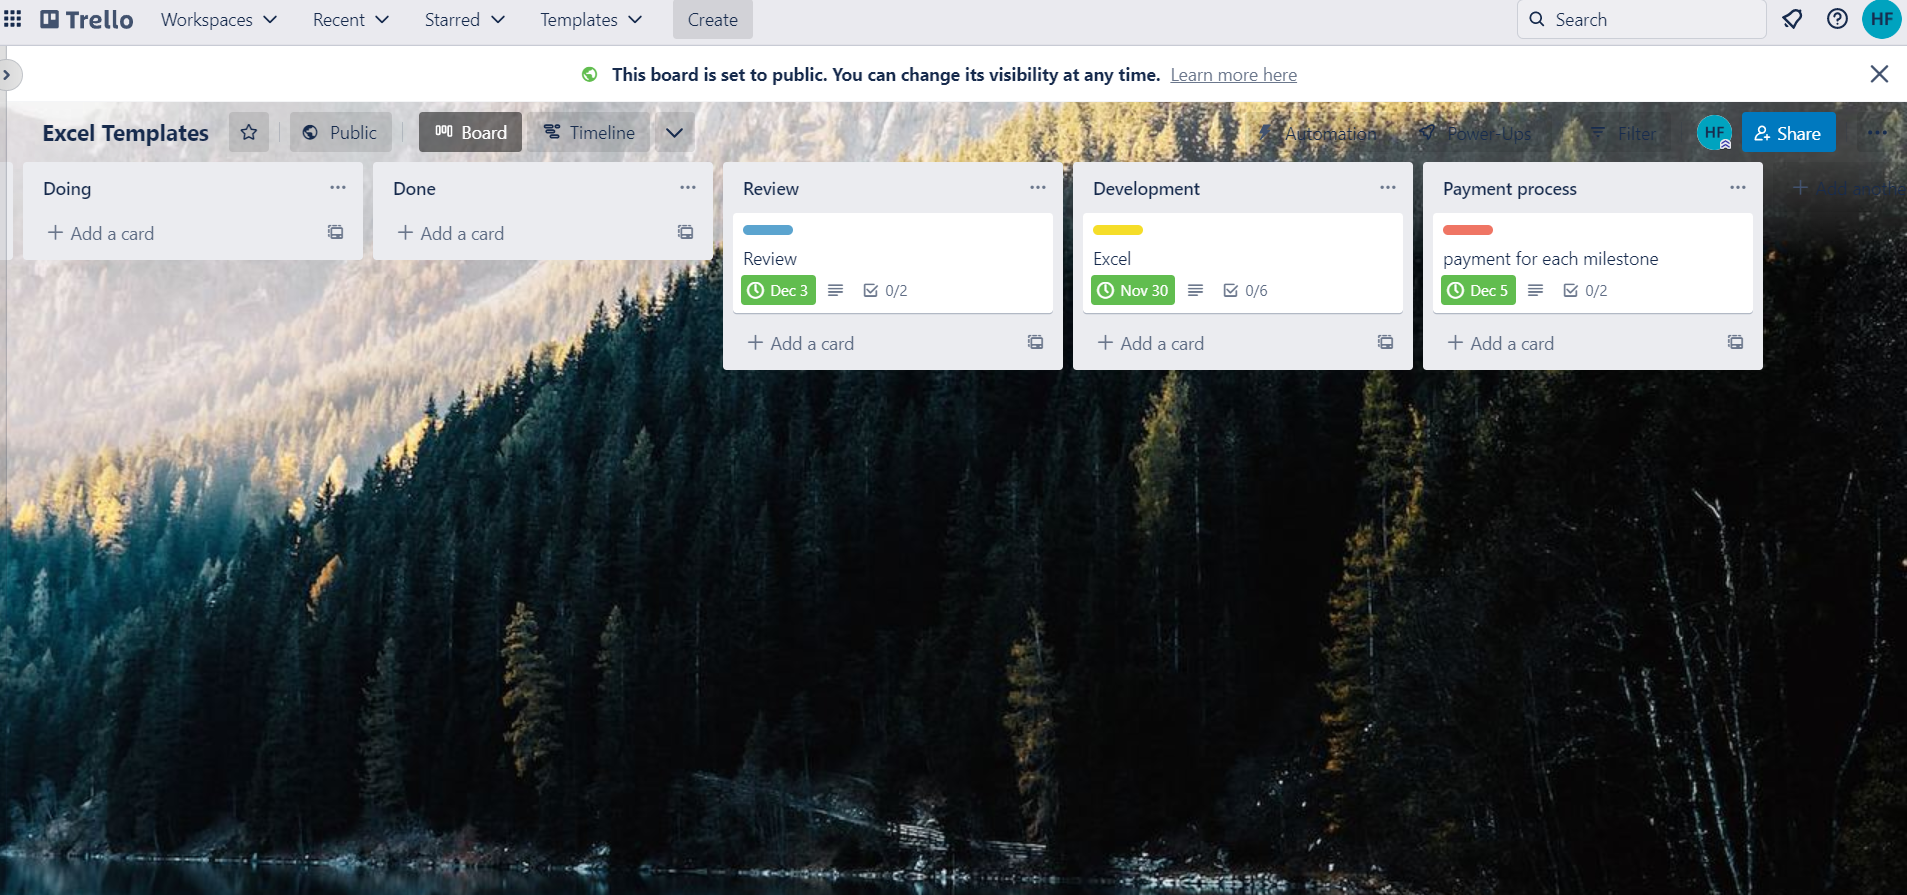 Trello Workspaces Recent Starred Templates Create Search HF
This board is set to public. You can change its visibility at any time. Learn more here
Excel Templates Public Board Timeline Automation Power-Ups Filter HF Share
Doing
Add a card
Done
Add a card
Review
Review
Dec 3 0/2
Add a card
Development
Excel
Nov 30 0/6
Add a card
Payment process
payment for each milestone
Dec 5 0/2
Add a card
Add